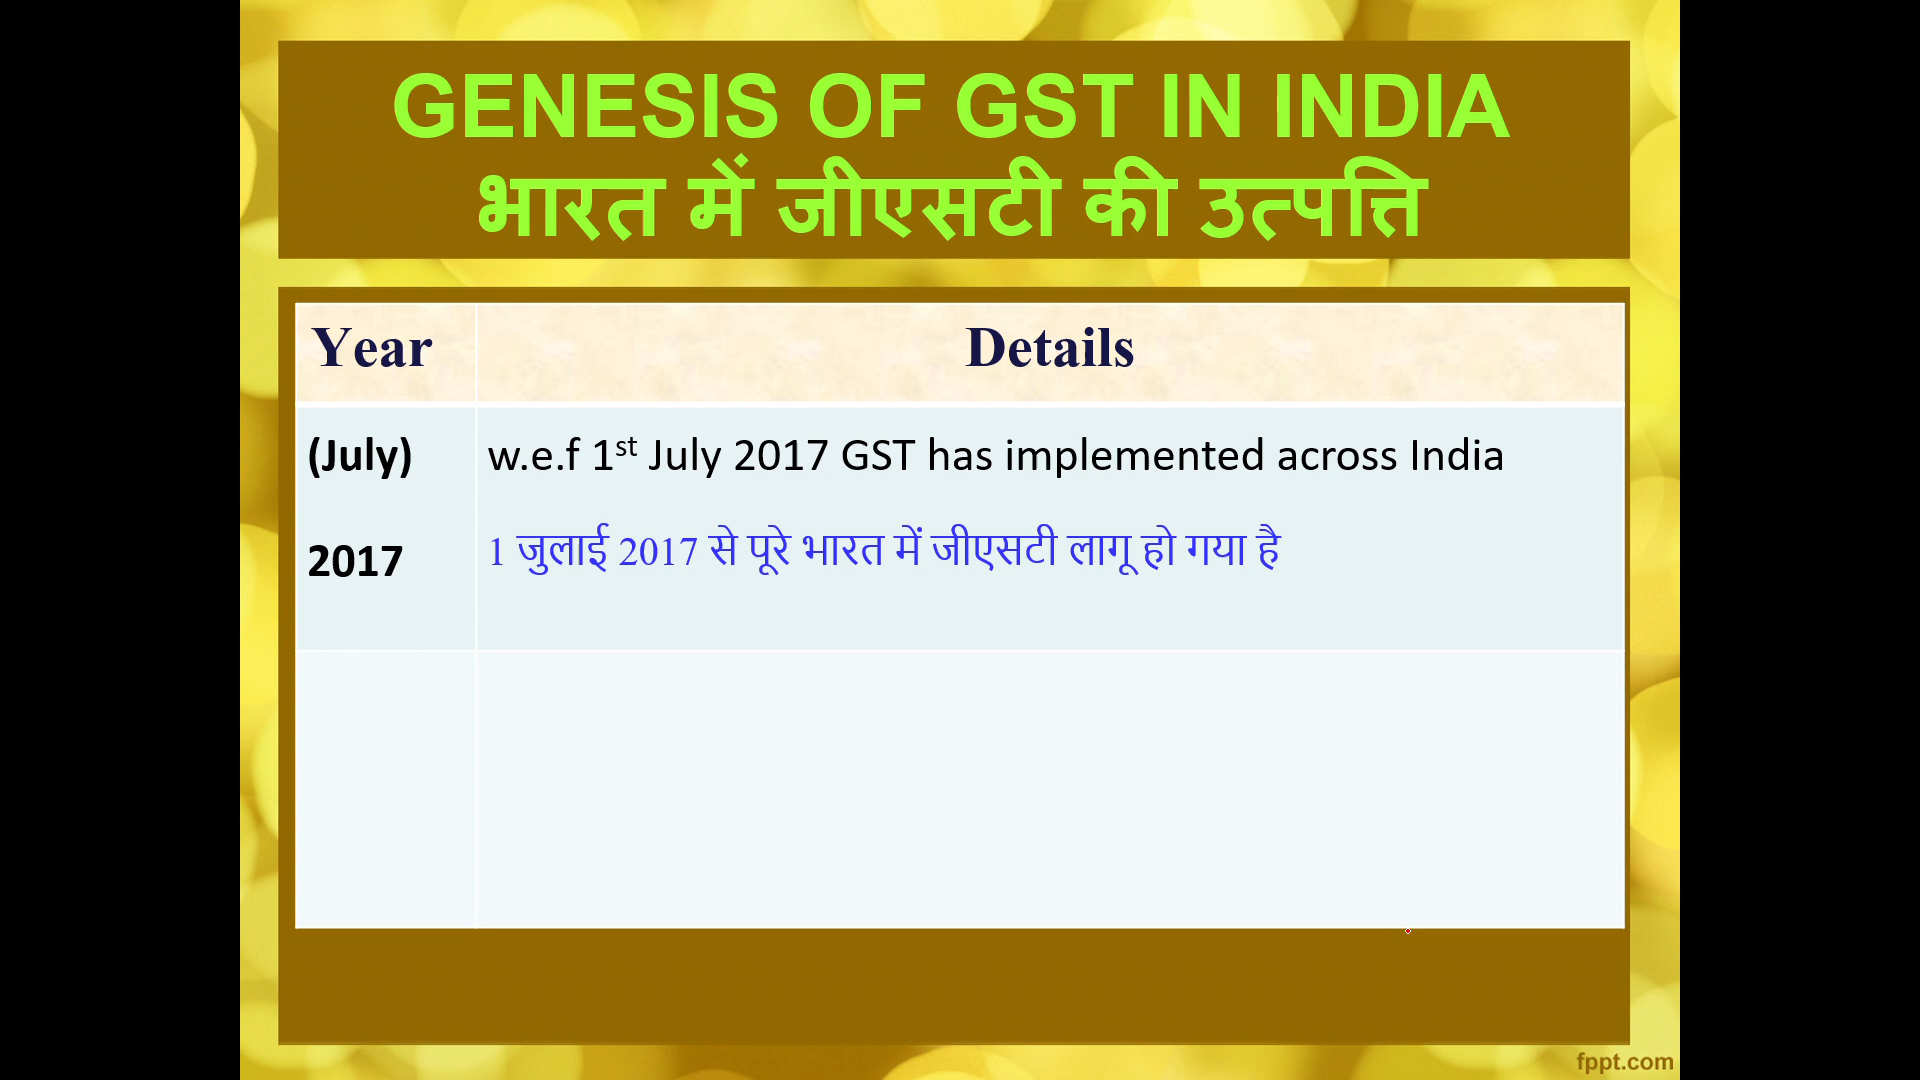 GENESIS OF GST IN INDIA
भारत में जीएसटी की उत्पत्ति
Year Details
(July) w.e.f 1st July 2017 GST has implemented across India
2017 1 जुलाई 2017 से पूरे भारत में जीएसटी लागू हो गया है
fppt.com